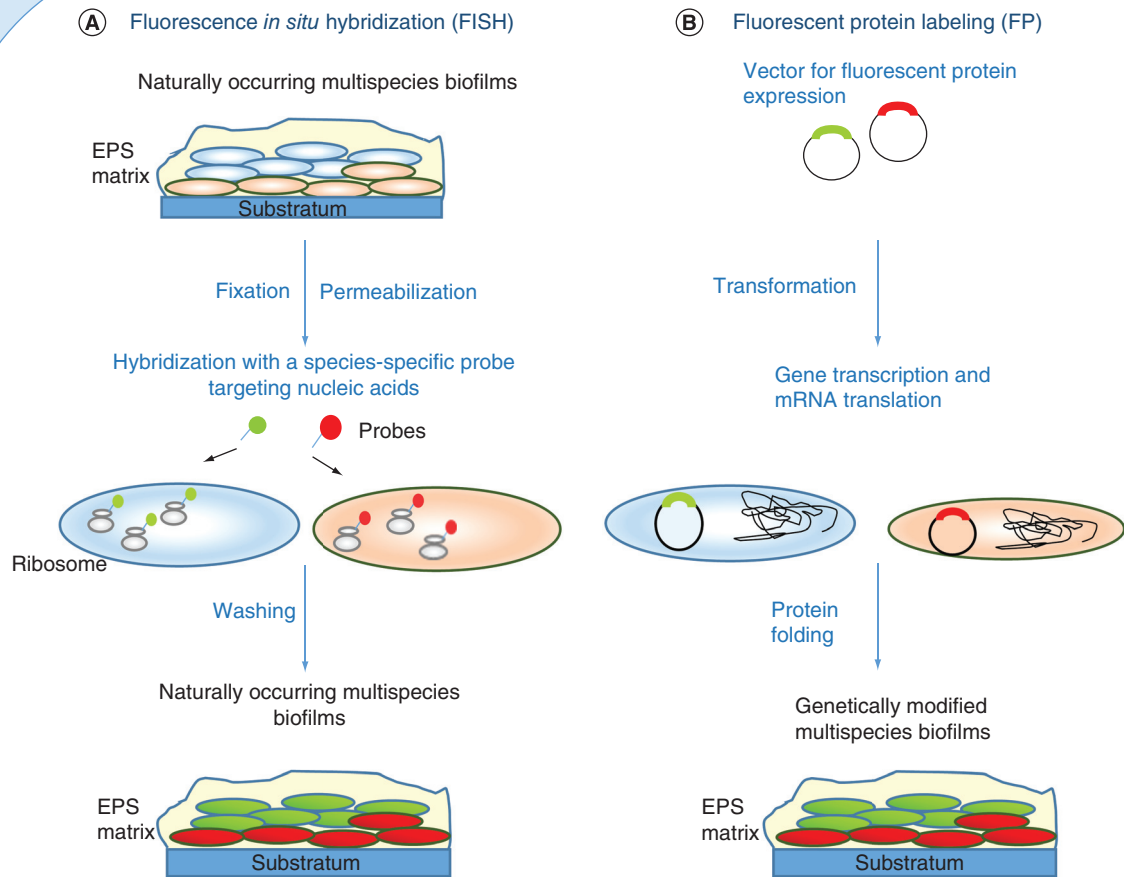 A Fluorescence in situ hybridization (FISH)
Naturally occurring multispecies biofilms
EPS
matrix
Substratum
Fixation
Permeabilization
Hybridization with a species-specific probe
targeting nucleic acids
Probes
Ribosome
Washing
Naturally occurring multispecies
biofilms
EPS
matrix
Substratum
B Fluorescent protein labeling (FP)
Vector for fluorescent protein
expression
Transformation
Gene transcription and
mRNA translation
Protein
folding
Genetically modified
multispecies biofilms
EPS
matrix
Substratum